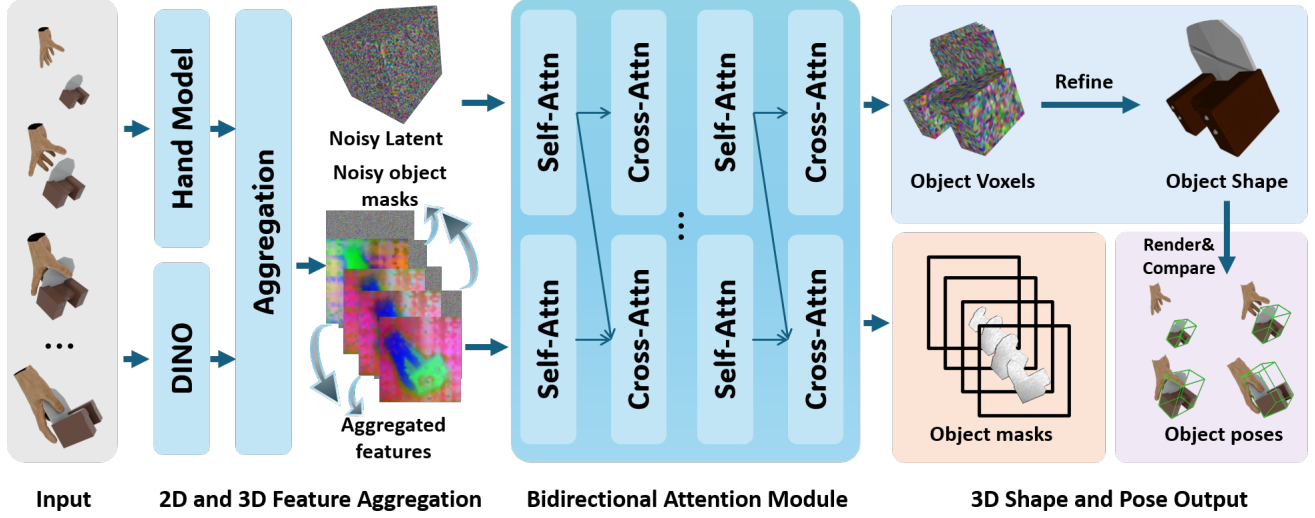 Hand Model
DINO
Aggregation
Noisy Latent
Noisy object
masks
Aggregated
features
Self-Attn
Cross-Attn
Self-Attn
Cross-Attn
...
Self-Attn
Cross-Attn
Self-Attn
Cross-Attn
Object Voxels
Refine
Object Shape
Render&
Compare
Object masks
Object poses
...
Input
2D and 3D Feature Aggregation
Bidirectional Attention Module
3D Shape and Pose Output